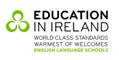 EDUCATION
IN IRELAND
WORLD-CLASS STANDARDS
WARMEST OF WELCOMES
ENGLISH LANGUAGE SCHOOLS